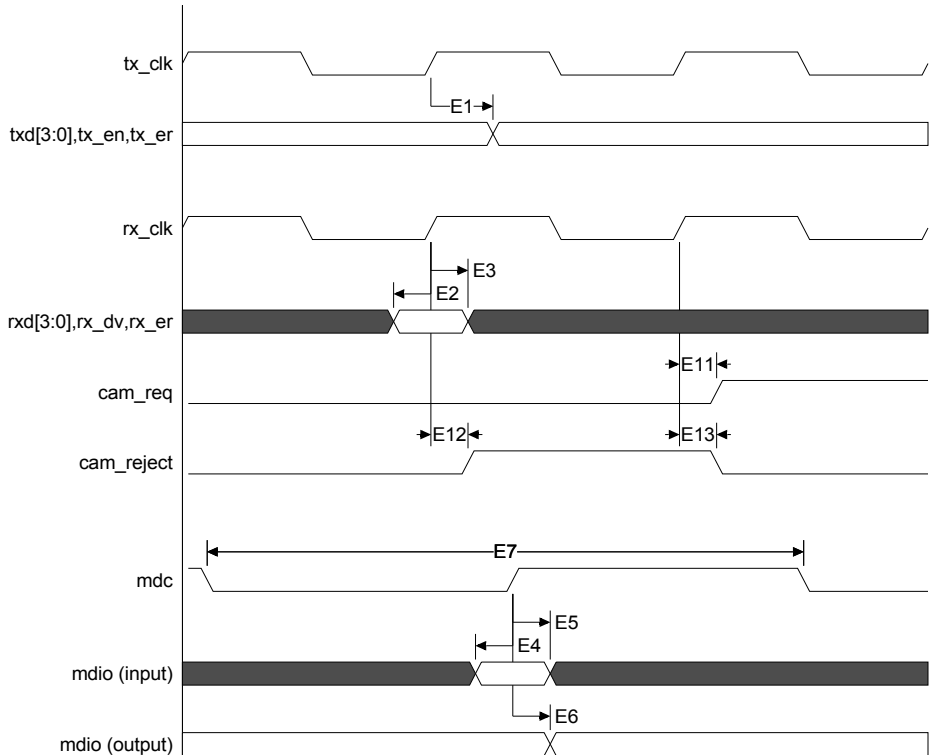 tx_clk
E1
txd[3:0],tx_en,tx_er
rx_clk
E3
E2
rxd[3:0],rx_dv,rx_er
E11
cam_req
E12
E13
cam_reject
E7
mdc
E5
E4
mdio (input)
E6
mdio (output)